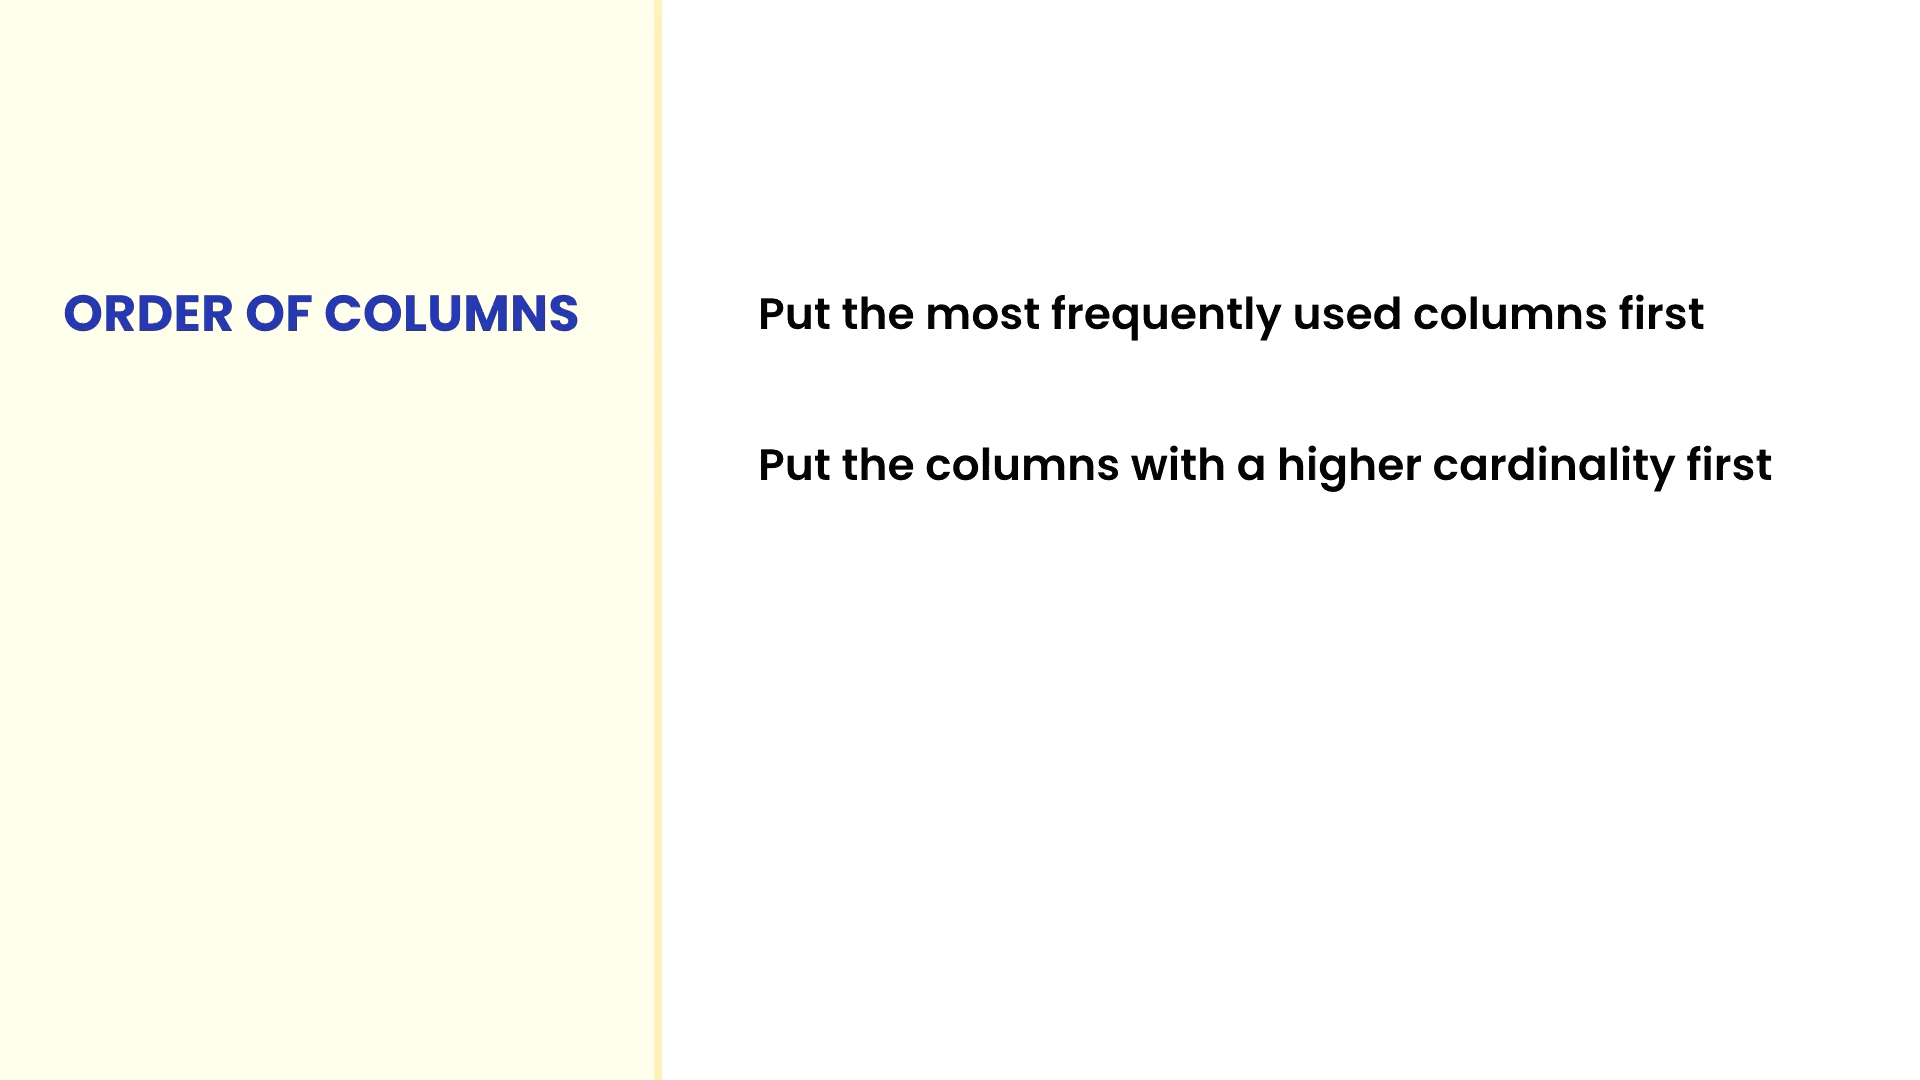 ORDER OF COLUMNS
Put the most frequently used columns first
Put the columns with a higher cardinality first